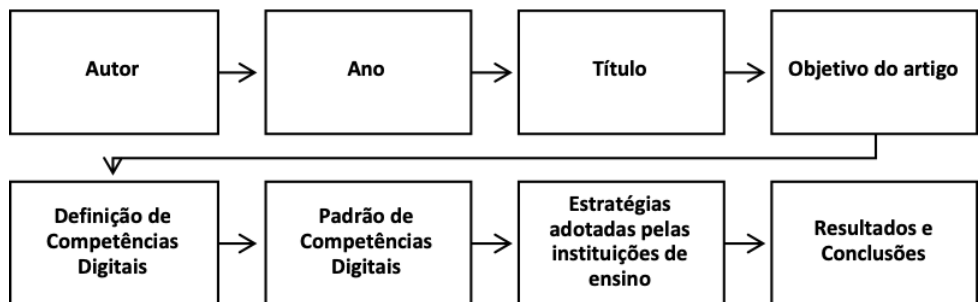 Autor
Ano
Título
Objetivo do artigo
Definição de
Competências
Digitais
Padrão de
Competências
Digitais
Estratégias
adotadas pelas
instituições de
ensino
Resultados e
Conclusões